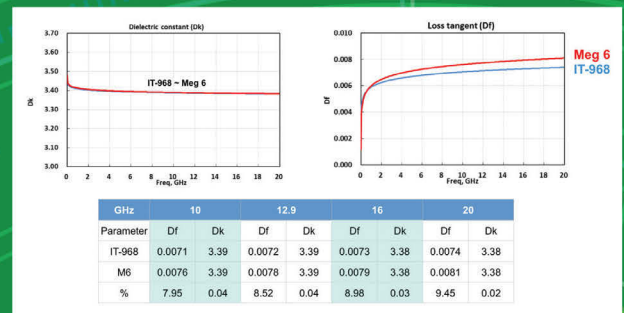 Dielectric constant (Dk)
3.70
3.60
3.50
3.40
3.30
3.20
3.10
3.00
Dk
IT-968 ~ Meg 6
0 2 4 6 8 10 12 14 16 18 20
Freq, GHz
Loss tangent (Df)
0.010
0.008
0.006
0.004
0.002
0.000
Df
0 2 4 6 8 10 12 14 16 18 20
Freq, GHz
Meg 6
IT-968
GHz 10 12.9 16 20
Parameter Df Dk Df Dk Df Dk Df Dk
IT-968 0.0071 3.39 0.0072 3.39 0.0073 3.38 0.0074 3.38
M6 0.0076 3.39 0.0078 3.39 0.0079 3.38 0.0081 3.38
% 7.95 0.04 8.52 0.04 8.98 0.03 9.45 0.02